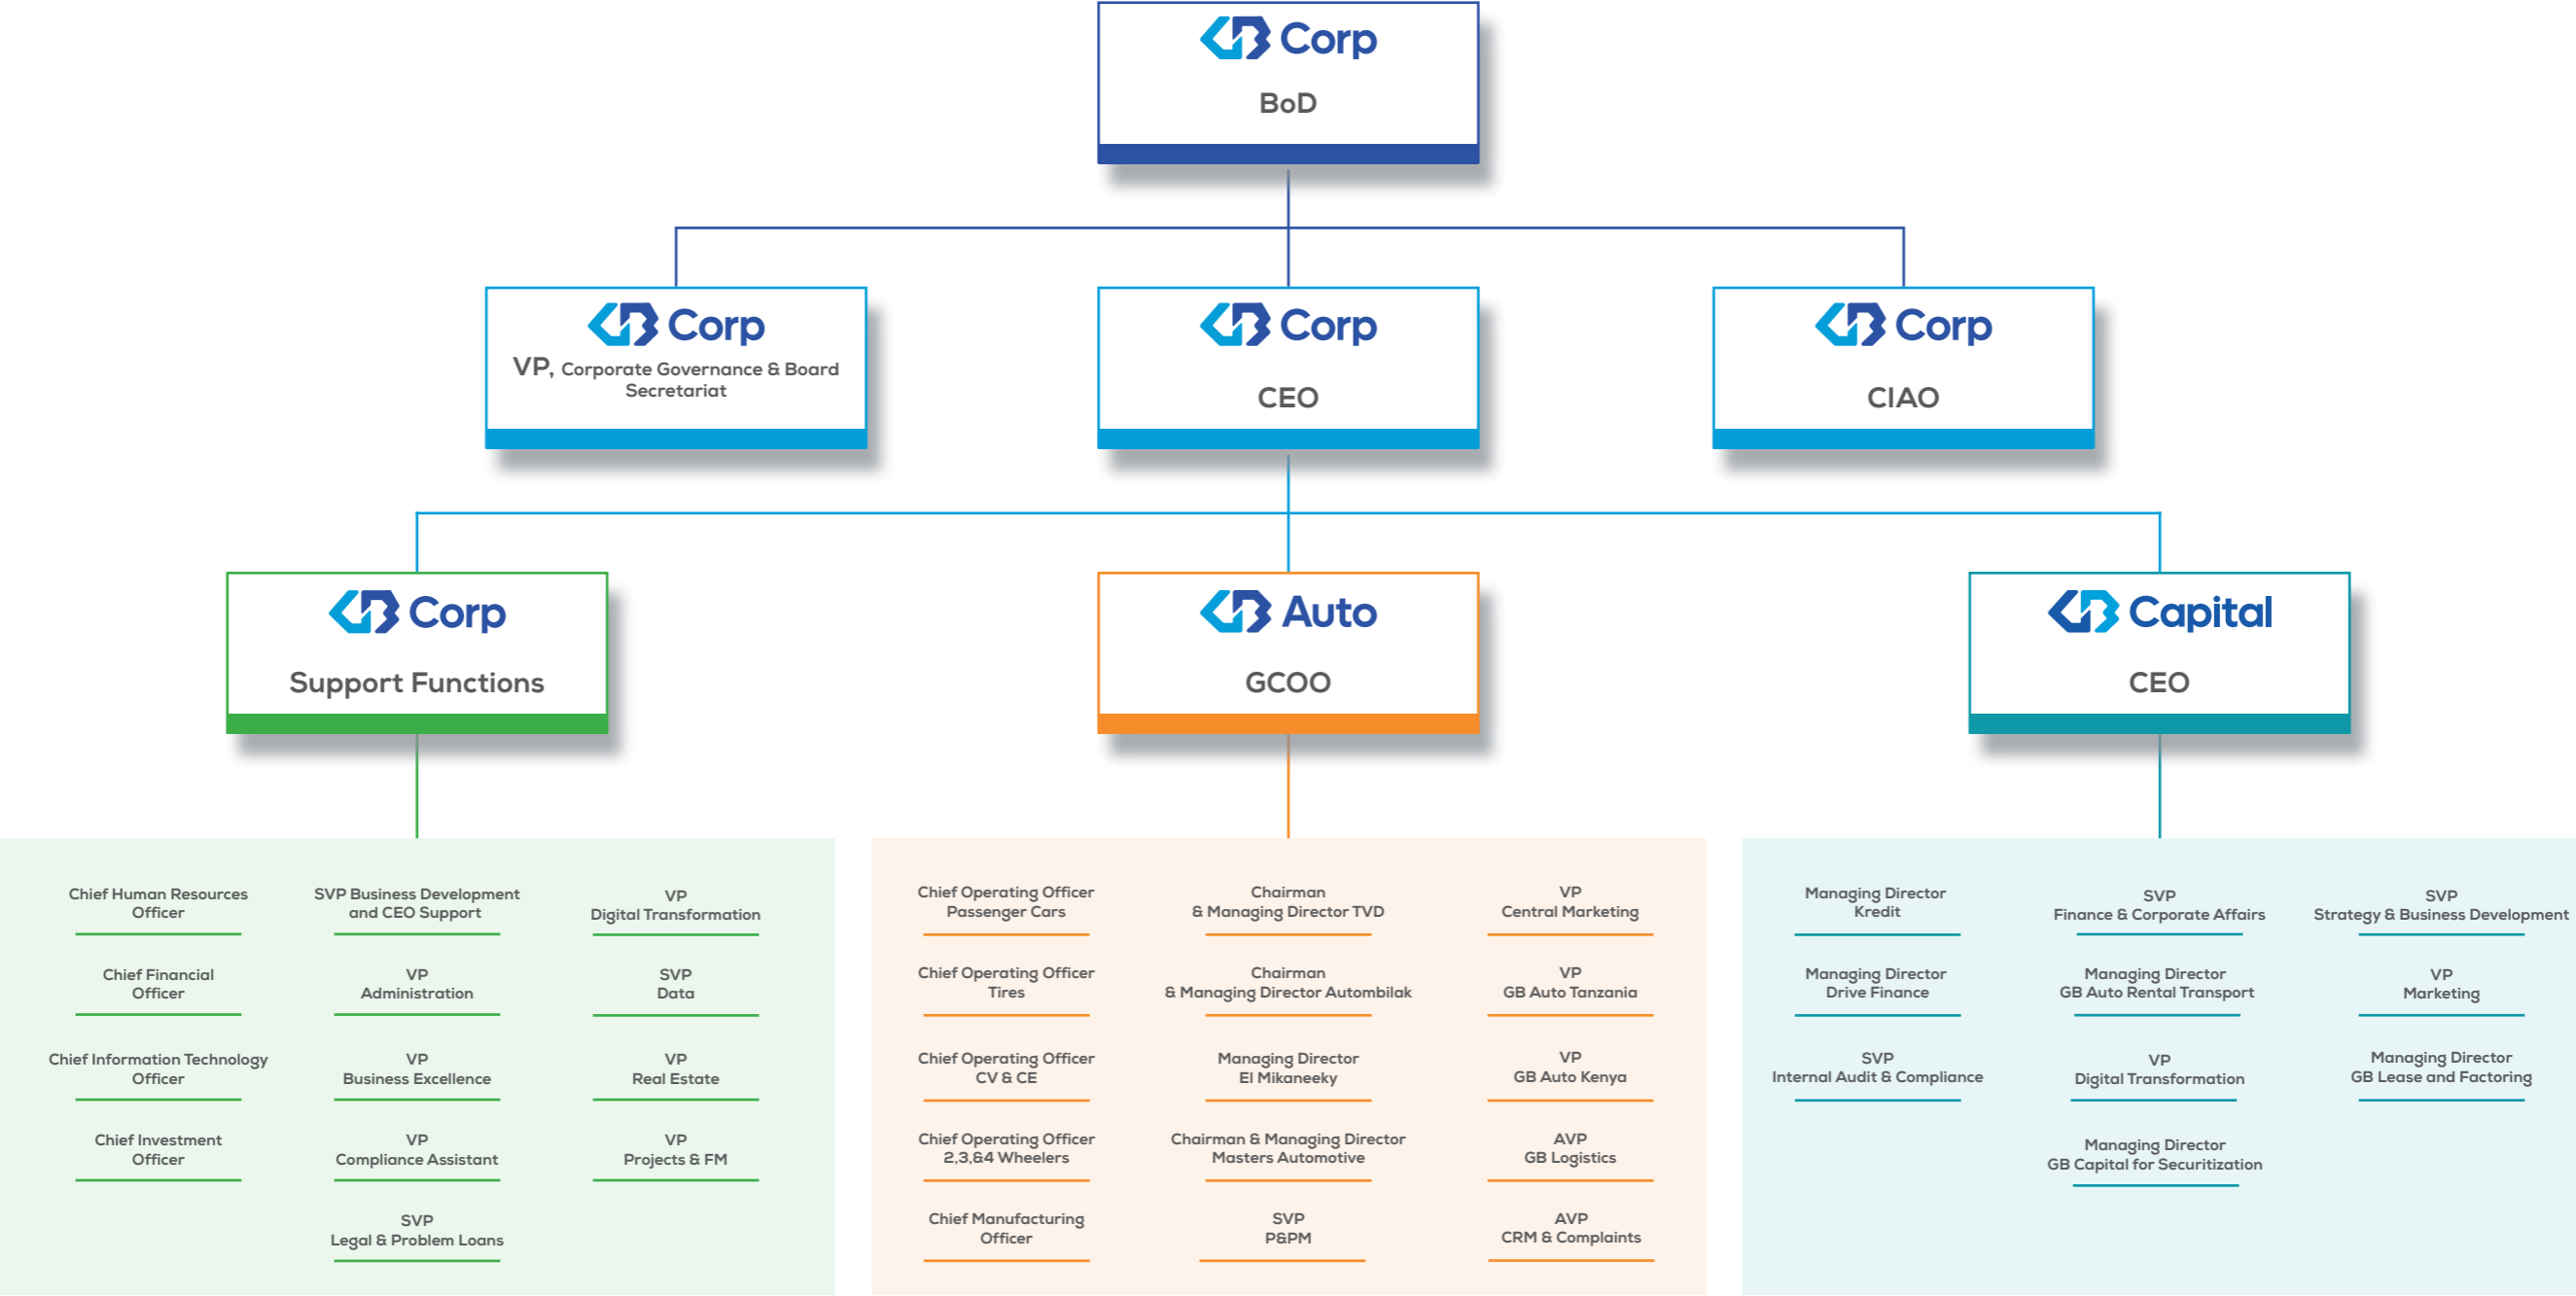 GB Corp
BoD
GB Corp
VP, Corporate Governance & Board
Secretariat
GB Corp
CEO
GB Corp
CIAO
GB Corp
Support Functions
GB Auto
GCOO
GB Capital
CEO
Chief Human Resources
Officer
SVP Business Development
and CEO Support
VP
Digital Transformation
Chief Financial
Officer
VP
Administration
SVP
Data
Chief Information Technology
Officer
VP
Business Excellence
VP
Real Estate
Chief Investment
Officer
VP
Compliance Assistant
VP
Projects & FM
SVP
Legal & Problem Loans
Chief Operating Officer
Passenger Cars
Chairman
& Managing Director TVD
VP
Central Marketing
Chief Operating Officer
Tires
Chairman
& Managing Director Autombilak
VP
GB Auto Tanzania
Chief Operating Officer
CV & CE
Managing Director
El Mikaneeky
VP
GB Auto Kenya
Chief Operating Officer
2,3,&4 Wheelers
Chairman & Managing Director
Masters Automotive
AVP
GB Logistics
Chief Manufacturing
Officer
SVP
P&PM
AVP
CRM & Complaints
Managing Director
Kredit
SVP
Finance & Corporate Affairs
SVP
Strategy & Business Development
Managing Director
Drive Finance
Managing Director
GB Auto Rental Transport
VP
Marketing
SVP
Internal Audit & Compliance
VP
Digital Transformation
Managing Director
GB Lease and Factoring
Managing Director
GB Capital for Securitization